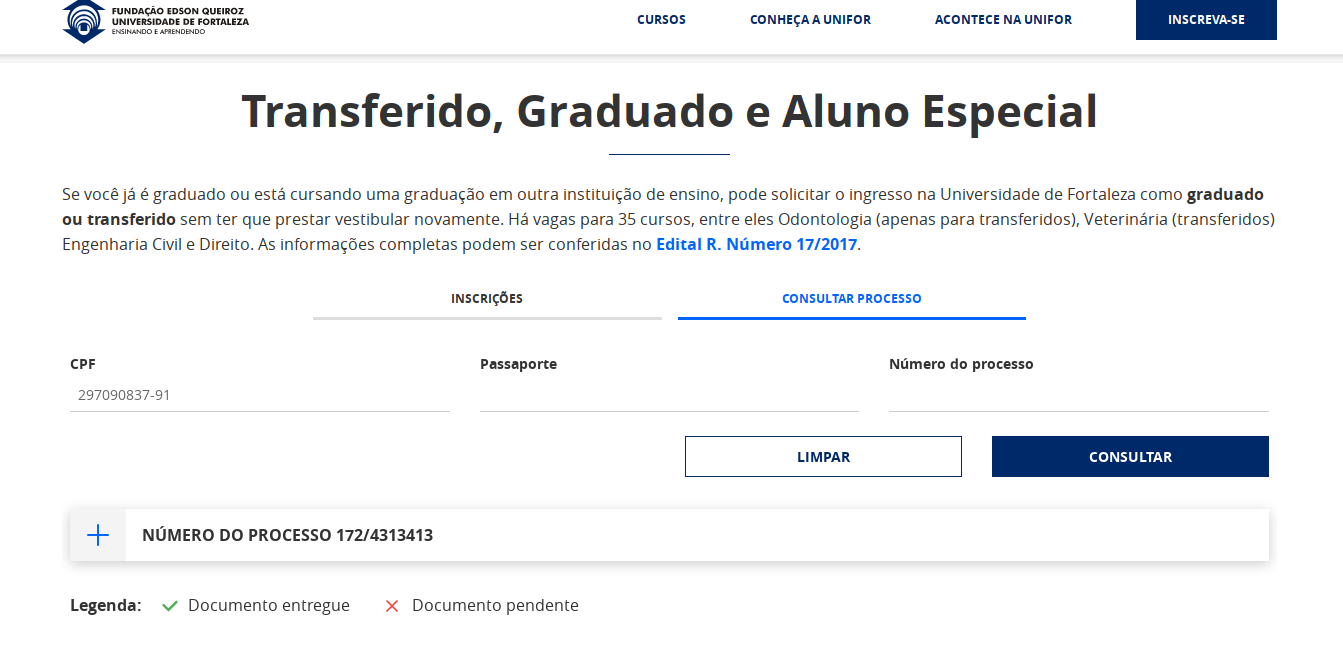 FUNDAÇÃO EDSON QUEIROZ
UNIVERSIDADE DE FORTALEZA
ENSINANDO E APRENDENDO
CURSOS
CONHEÇA A UNIFOR
ACONTECE NA UNIFOR
INSCREVA-SE
Transferido, Graduado e Aluno Especial
Se você já é graduado ou está cursando uma graduação em outra instituição de ensino, pode solicitar o ingresso na Universidade de Fortaleza como graduado
ou transferido sem ter que prestar vestibular novamente. Há vagas para 35 cursos, entre eles Odontologia (apenas para transferidos), Veterinária (transferidos)
Engenharia Civil e Direito. As informações completas podem ser conferidas no Edital R. Número 17/2017.
INSCRIÇÕES
CONSULTAR PROCESSO
CPF
Passaporte
Número do processo
297090837-91
LIMPAR
CONSULTAR
NÚMERO DO PROCESSO 172/4313413
Legenda: Documento entregue Documento pendente